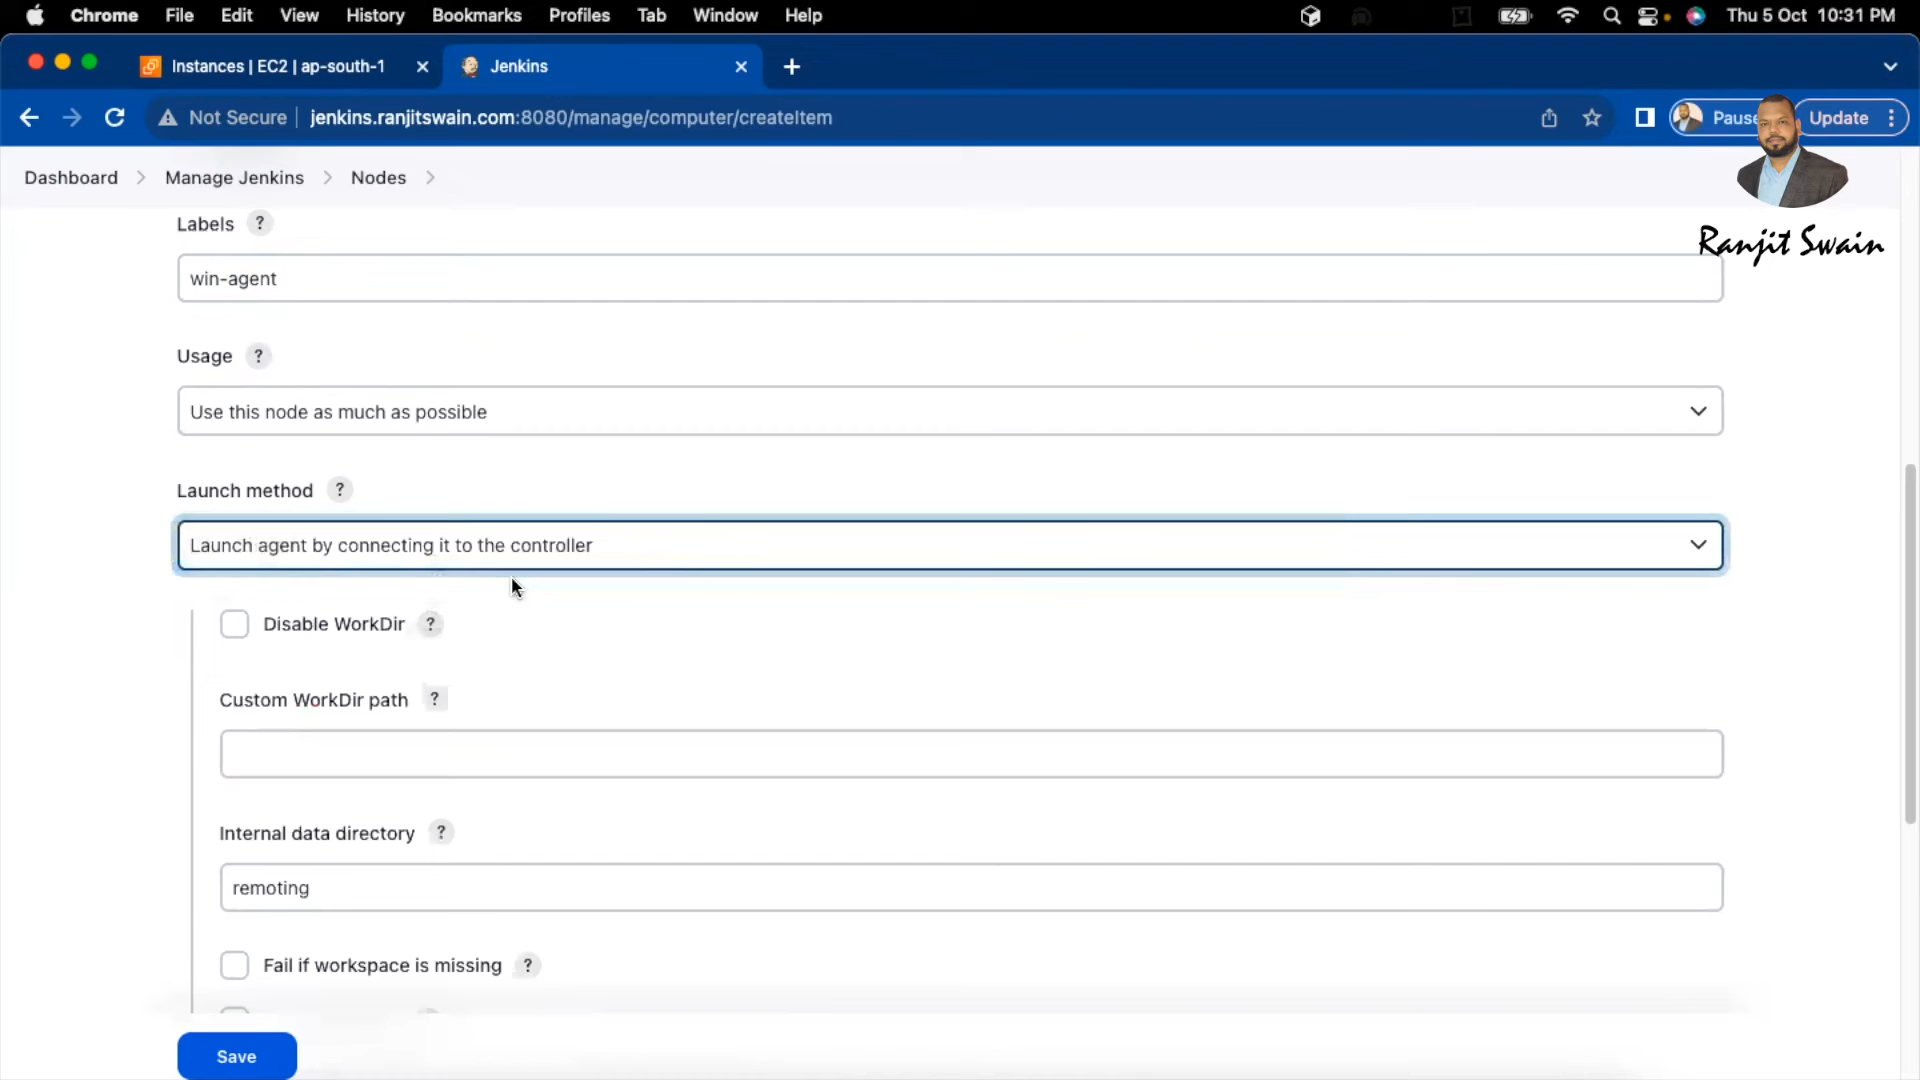 Chrome File Edit View History Bookmarks Profiles Tab Window Help Thu 5 Oct 10:31 PM
Instances | EC2 | ap-south-1 Jenkins
Not Secure jenkins.ranjitswain.com:8080/manage/computer/createItem Pause Update
Dashboard Manage Jenkins Nodes
Ranjit Swain
Labels ?
win-agent
Usage ?
Use this node as much as possible
Launch method ?
Launch agent by connecting it to the controller
Disable WorkDir ?
Custom WorkDir path ?
Internal data directory ?
remoting
Fail if workspace is missing ?
Save